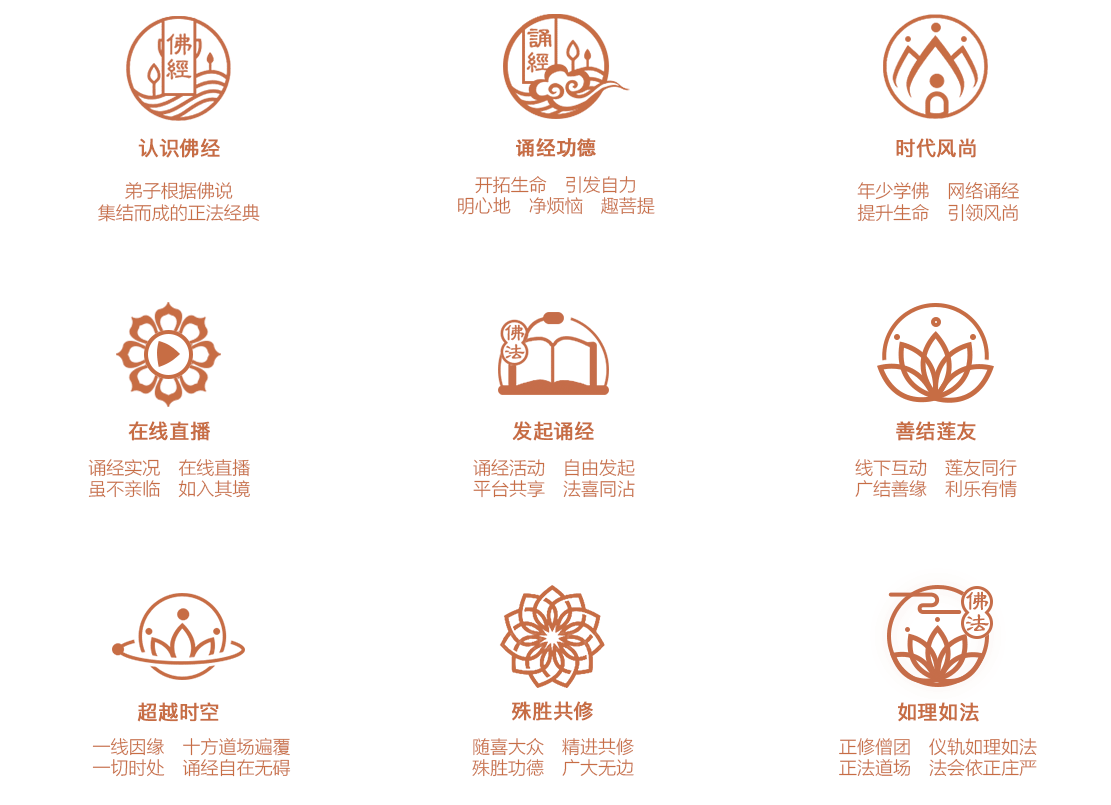 佛
經
认识佛经
弟子根据佛说
集结而成的正法经典
誦
經
诵经功德
开拓生命 引发自力
明心地 净烦恼 趣菩提
时代风尚
年少学佛 网络诵经
提升生命 引领风尚
在线直播
诵经实况 在线直播
虽不亲临 如入其境
佛
法
发起诵经
诵经活动 自由发起
平台共享 法喜同沾
善结莲友
线下互动 莲友同行
广结善缘 利乐有情
超越时空
一线因缘 十方道场遍覆
一切时处 诵经自在无碍
殊胜共修
随喜大众 精进共修
殊胜功德 广大无边
佛
法
如理如法
正修僧团 仪轨如理如法
正法道场 法会依正庄严